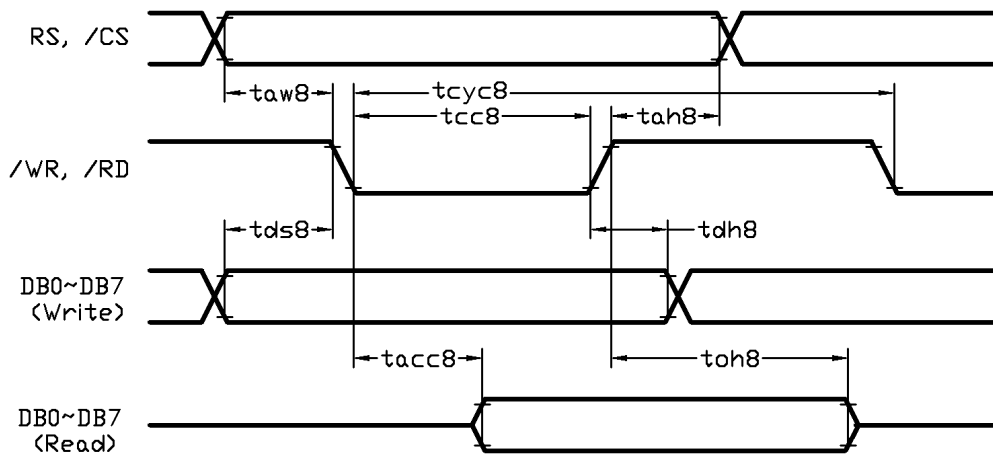 RS, /CS
taw8
tcyc8
tcc8
tah8
/WR, /RD
tds8
tdh8
DB0~DB7
(Write)
tacc8
toh8
DB0~DB7
(Read)